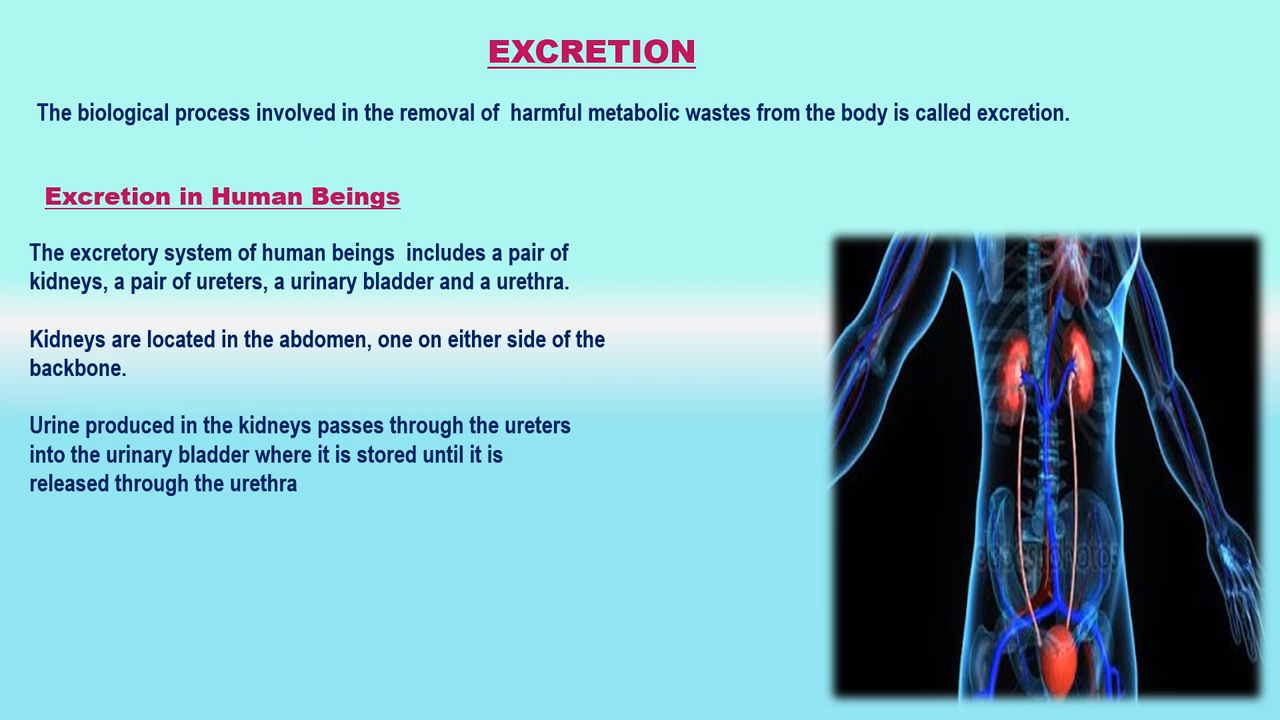 EXCRETION
The biological process involved in the removal of  harmful metabolic wastes from the body is called excretion.
Excretion in Human Beings
The excretory system of human beings  includes a pair of
kidneys, a pair of ureters, a urinary bladder and a urethra.
Kidneys are located in the abdomen, one on either side of the
backbone.
Urine produced in the kidneys passes through the ureters
into the urinary bladder where it is stored until it is
released through the urethra